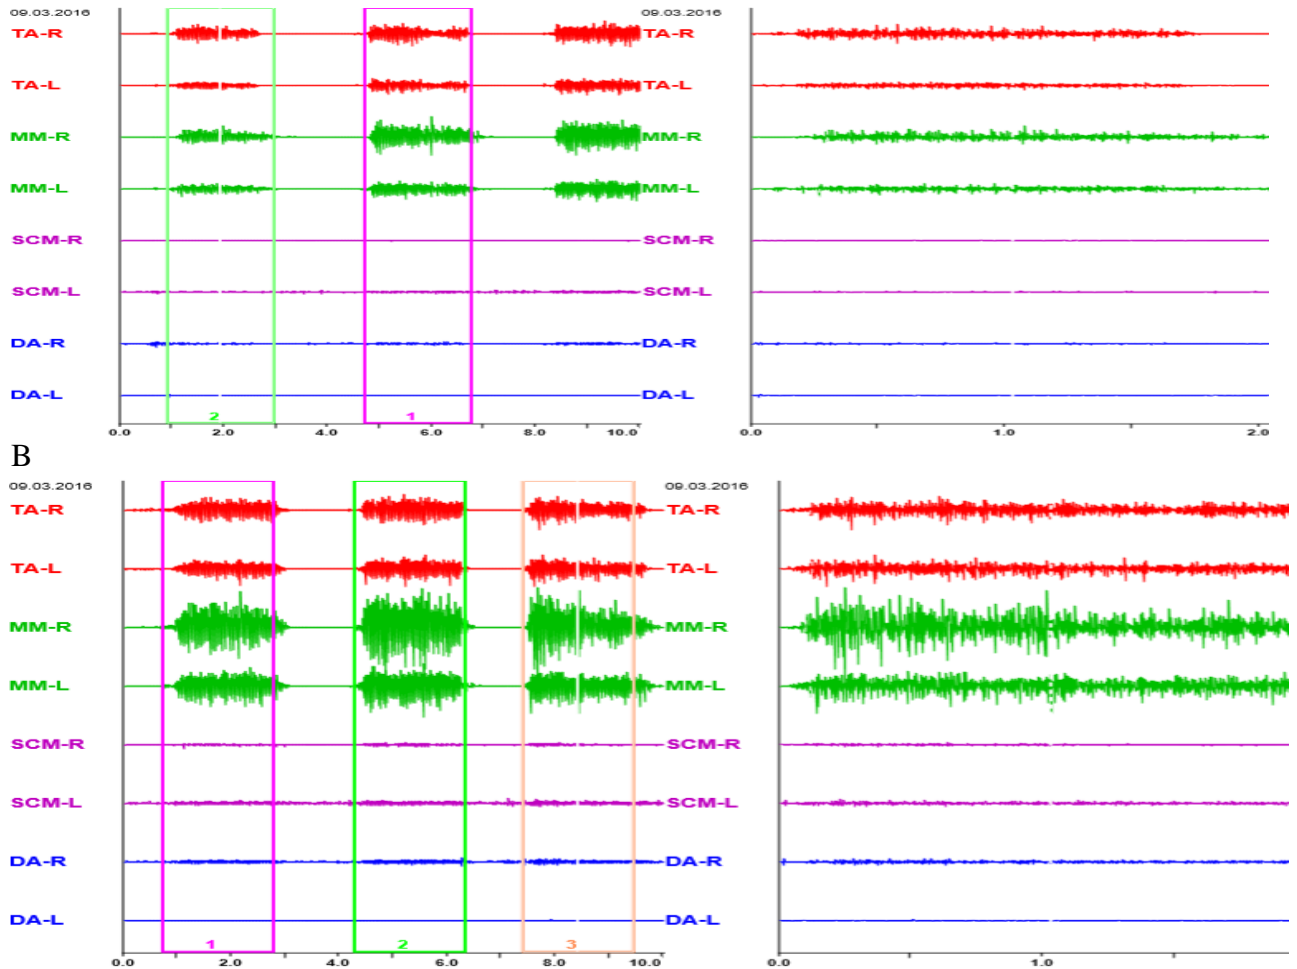 09.03.2016
TA-R TA-R
TA-L TA-L
MM-R MM-R
MM-L MM-L
SCM-R SCM-R
SCM-L SCM-L
DA-R DA-R
DA-L DA-L
2 1
0.0 2.0 4.0 6.0 8.0 10.0 0.0 1.0 2.0
B
09.03.2016 09.03.2016
TA-R TA-R
TA-L TA-L
MM-R MM-R
MM-L MM-L
SCM-R SCM-R
SCM-L SCM-L
DA-R DA-R
DA-L DA-L
1 2 3
0.0 2.0 4.0 6.0 8.0 10.0 0.0 1.0